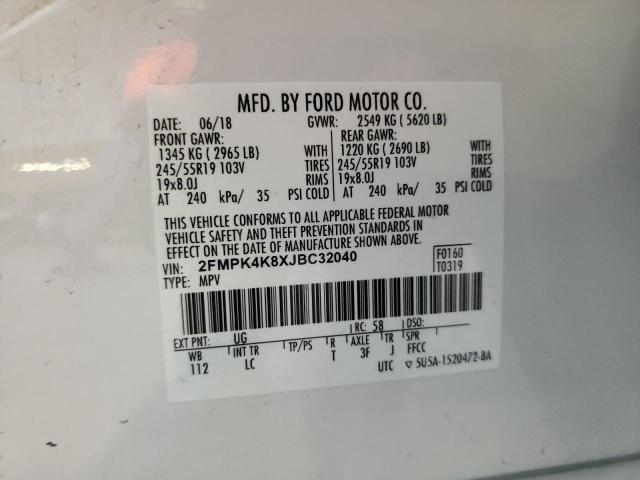 MFD. BY FORD MOTOR CO.
DATE: 06/18 GVWR: 2549 KG ( 5620 LB)
FRONT GAWR: REAR GAWR:
1345 KG ( 2965 LB) WITH 1220 KG ( 2690 LB) WITH
245/55R19 103V TIRES 245/55R19 103V TIRES
19x8.0J RIMS 19x8.0J RIMS
AT 240 kPa/ 35 PSI COLD AT 240 kPa/ 35 PSI COLD
THIS VEHICLE CONFORMS TO ALL APPLICABLE FEDERAL MOTOR
VEHICLE SAFETY AND THEFT PREVENTION STANDARDS IN
EFFECT ON THE DATE OF MANUFACTURE SHOWN ABOVE.
VIN: 2FMPK4K8XJBC32040 F0160
TYPE: MPV T0319
EXT PNT: UG RC: 58 DSO:
WB INT TR TP/PS R AXLE TR SPR
112 LC T 3F J FFCC
UTC ▽ 5U5A-1520472-BA